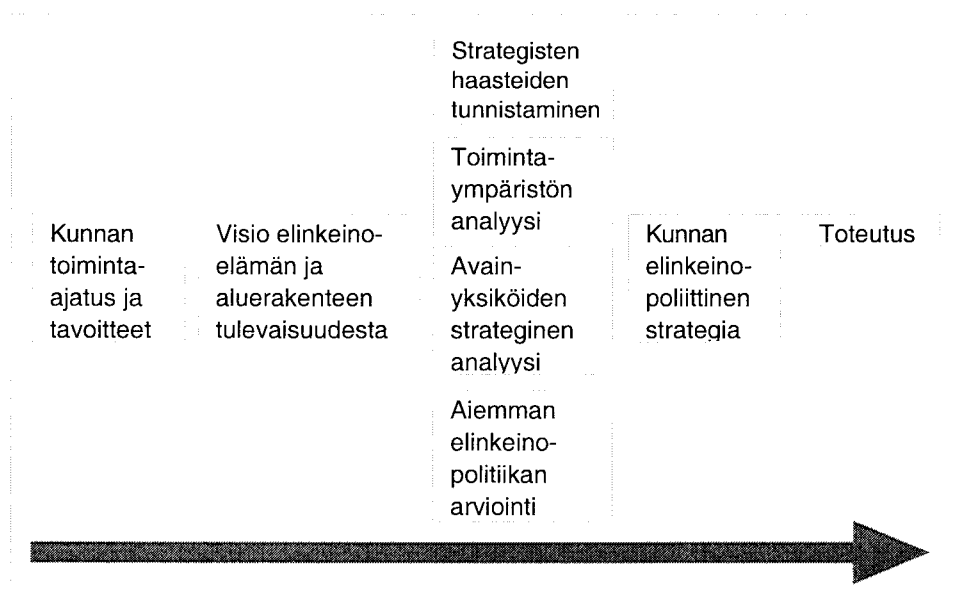 Kunnan
toiminta-
ajatus ja
tavoitteet
Visio elinkeino-
elämän ja
aluerakenteen
tulevaisuudesta
Strategisten
haasteiden
tunnistaminen
Toiminta-
ympäristön
analyysi
Avain-
yksiköiden
strateginen
analyysi
Aiemman
elinkeino-
politiikan
arviointi
Kunnan
elinkeino-
poliittinen
strategia
Toteutus